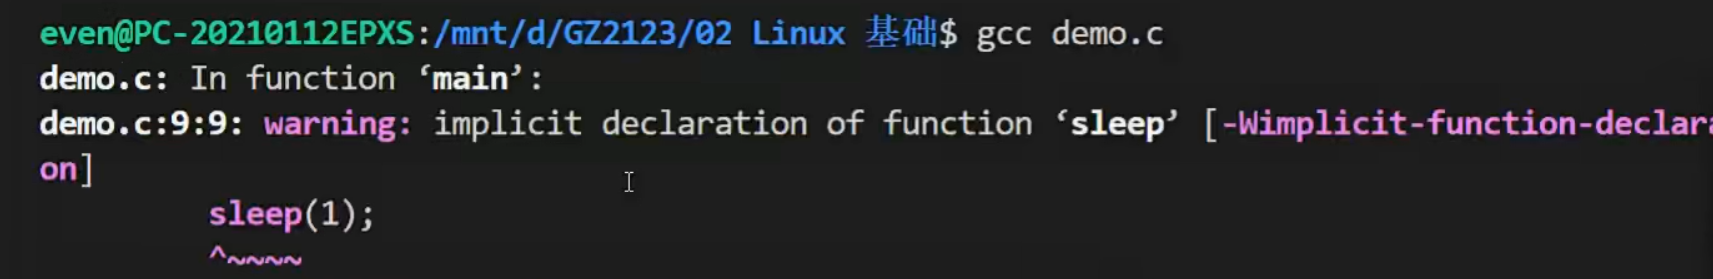 even@PC-20210112EPXS:/mnt/d/GZ2123/02 Linux 基础$ gcc demo.c
demo.c: In function ‘main’:
demo.c:9:9: warning: implicit declaration of function ‘sleep’ [-Wimplicit-function-declara
on]
sleep(1);
^~~~~